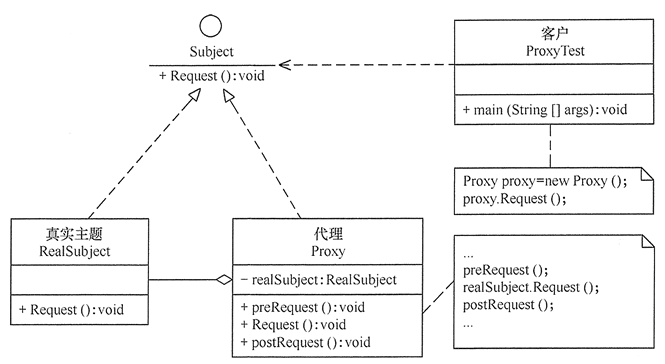 Subject
+ Request():void
客户
ProxyTest
+ main (String [] args):void
Proxy proxy=new Proxy ();
proxy.Request ();
真实主题
RealSubject
+ Request():void
代理
Proxy
− realSubject:RealSubject
+ preRequest():void
+ Request():void
+ postRequest():void
...
preRequest();
realSubject.Request();
postRequest();
...